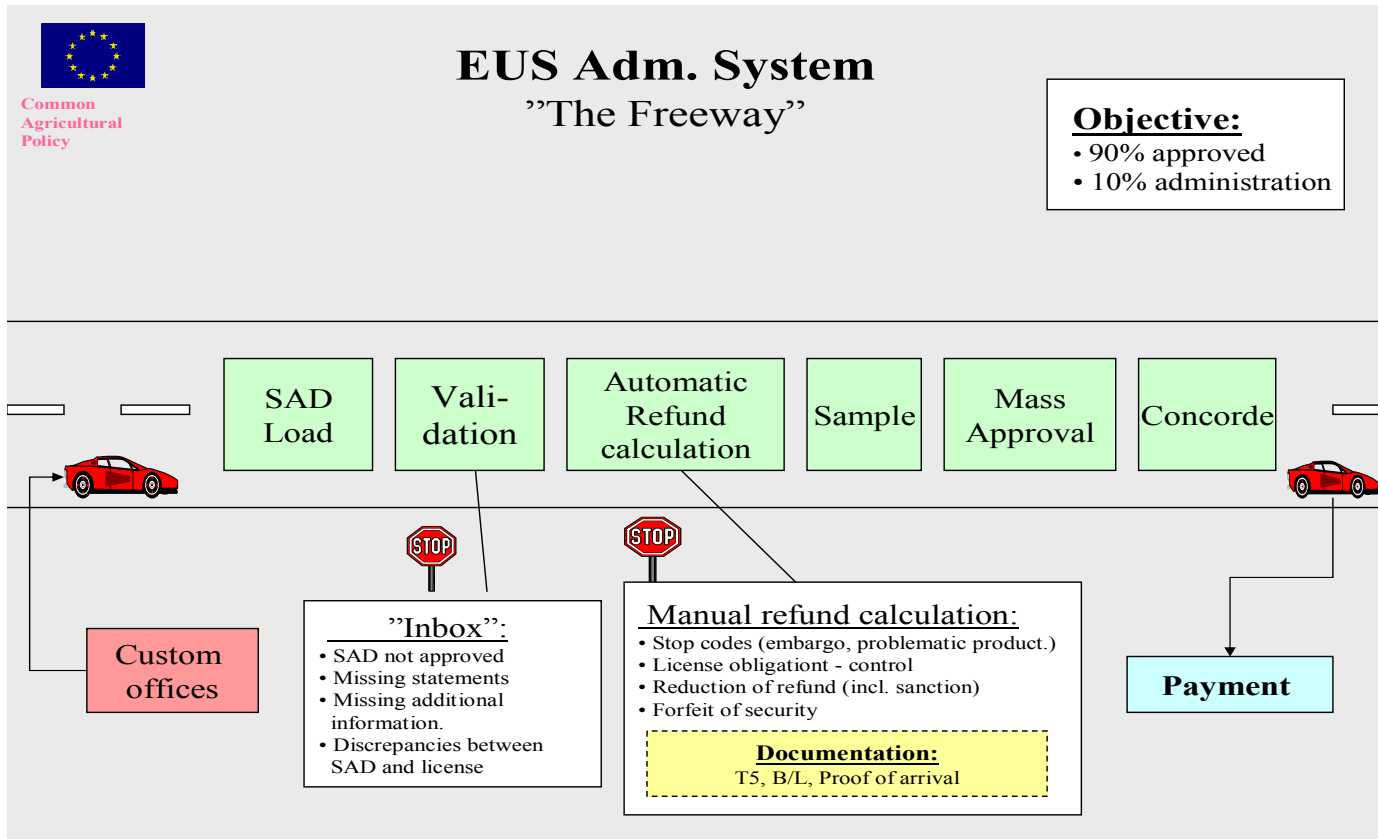 Common
Agricultural
Policy
EUS Adm. System
”The Freeway”
Objective:
• 90% approved
• 10% administration
SAD
Load
Vali-
dation
Automatic
Refund
calculation
Sample
Mass
Approval
Concorde
STOP
STOP
Custom
offices
”Inbox”:
• SAD not approved
• Missing statements
• Missing additional
information.
• Discrepancies between
SAD and license
Manual refund calculation:
• Stop codes (embargo, problematic product.)
• License obligationt - control
• Reduction of refund (incl. sanction)
• Forfeit of security
Documentation:
T5, B/L, Proof of arrival
Payment